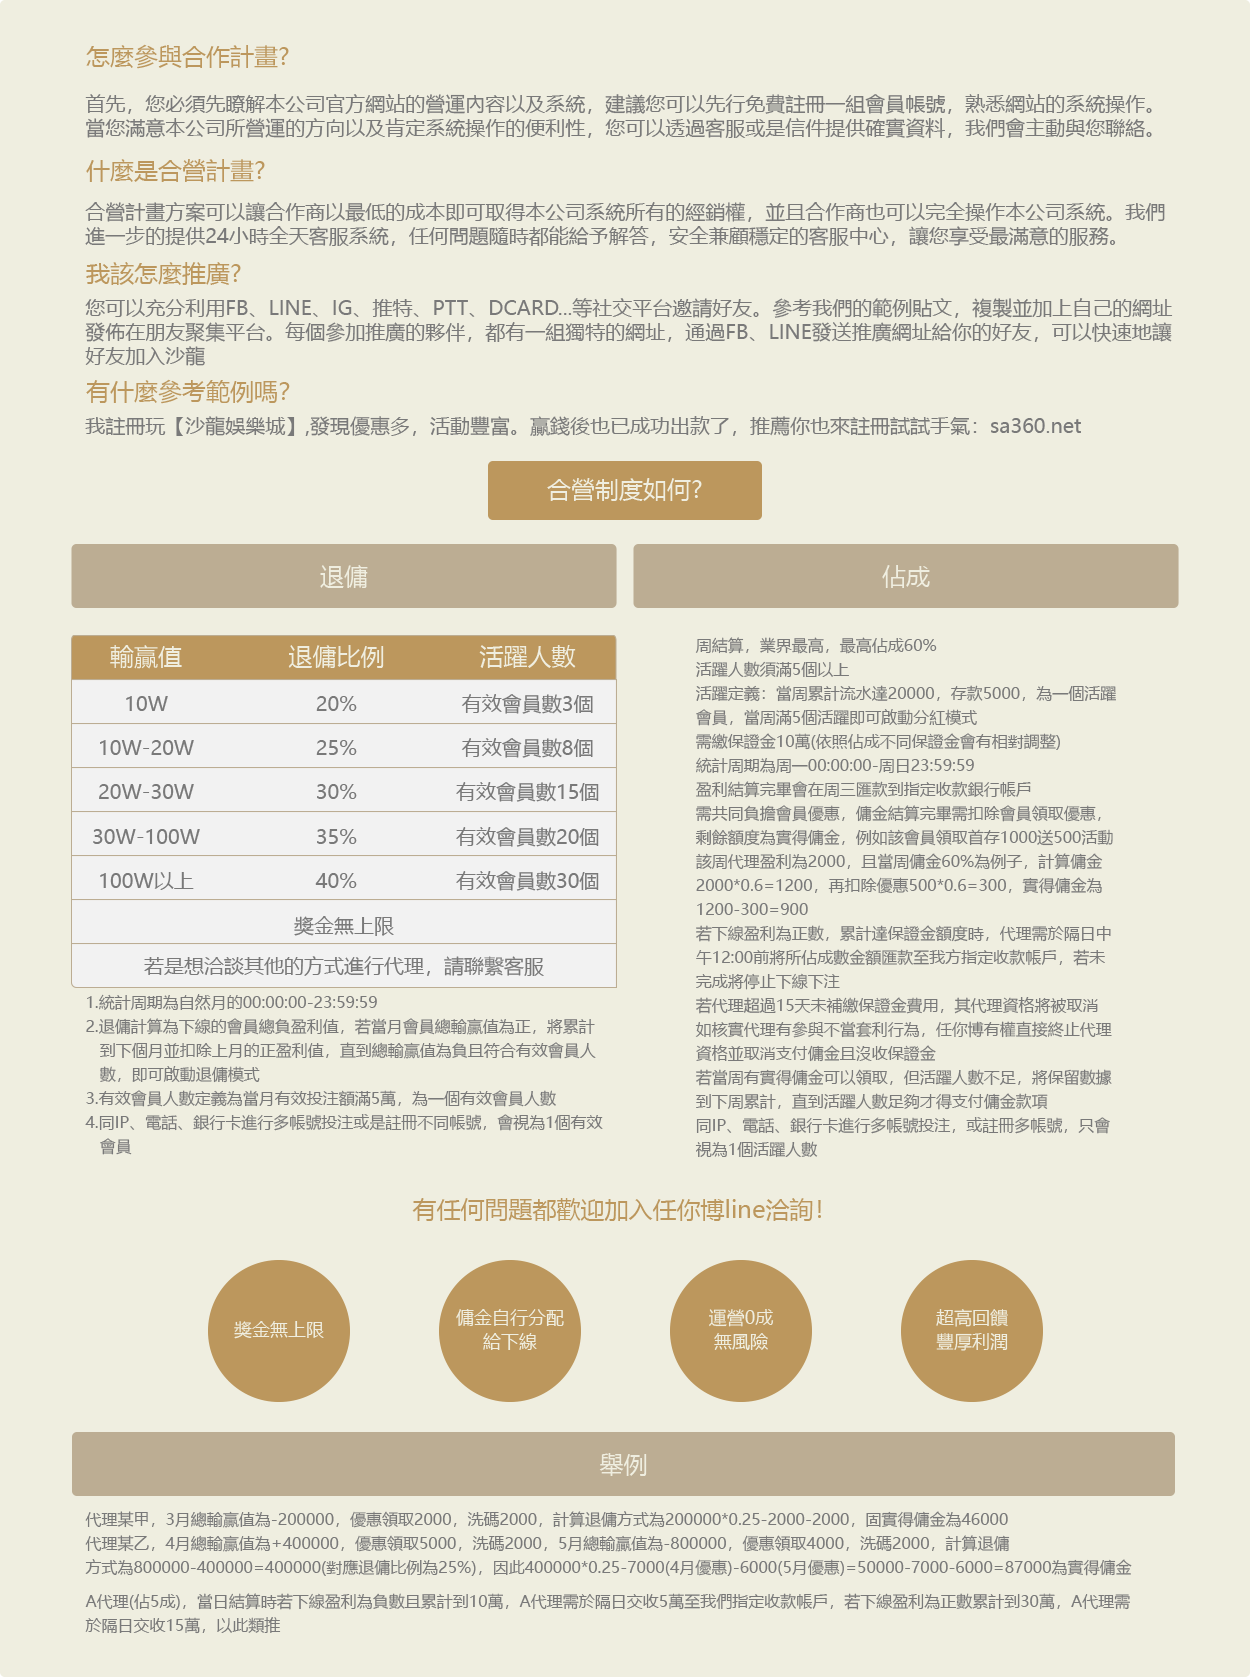 怎麼參與合作計畫?
首先，您必須先瞭解本公司官方網站的營運內容以及系統，建議您可以先行免費註冊一組會員帳號，熟悉網站的系統操作。
當您滿意本公司所營運的方向以及肯定系統操作的便利性，您可以透過客服或是信件提供確實資料，我們會主動與您聯絡。
什麼是合營計畫?
合營計畫方案可以讓合作商以最低的成本即可取得本公司系統所有的經銷權，並且合作商也可以完全操作本公司系統。我們
進一步的提供24小時全天客服系統，任何問題隨時都能給予解答，安全兼顧穩定的客服中心，讓您享受最滿意的服務。
我該怎麼推廣?
您可以充分利用FB、LINE、IG、推特、PTT、DCARD...等社交平台邀請好友。參考我們的範例貼文，複製並加上自己的網址
發佈在朋友聚集平台。每個參加推廣的夥伴，都有一組獨特的網址，通過FB、LINE發送推廣網址給你的好友，可以快速地讓
好友加入沙龍
有什麼參考範例嗎?
我註冊玩【沙龍娛樂城】,發現優惠多，活動豐富。贏錢後也已成功出款了，推薦你也來註冊試試手氣：sa360.net
合營制度如何?
退傭
佔成
輸贏值 退傭比例 活躍人數
10W 20% 有效會員數3個
10W-20W 25% 有效會員數8個
20W-30W 30% 有效會員數15個
30W-100W 35% 有效會員數20個
100W以上 40% 有效會員數30個
獎金無上限
若是想洽談其他的方式進行代理，請聯繫客服
1.統計周期為自然月的00:00:00-23:59:59
2.退傭計算為下線的會員總負盈利值，若當月會員總輸贏值為正，將累計
到下個月並扣除上月的正盈利值，直到總輸贏值為負且符合有效會員人
數，即可啟動退傭模式
3.有效會員人數定義為當月有效投注額滿5萬，為一個有效會員人數
4.同IP、電話、銀行卡進行多帳號投注或是註冊不同帳號，會視為1個有效
會員
周結算，業界最高，最高佔成60%
活躍人數須滿5個以上
活躍定義：當周累計流水達20000，存款5000，為一個活躍
會員，當周滿5個活躍即可啟動分紅模式
需繳保證金10萬(依照佔成不同保證金會有相對調整)
統計周期為周一00:00:00-周日23:59:59
盈利結算完畢會在周三匯款到指定收款銀行帳戶
需共同負擔會員優惠，傭金結算完畢需扣除會員領取優惠，
剩餘額度為實得傭金，例如該會員領取首存1000送500活動
該周代理盈利為2000，且當周傭金60%為例子，計算傭金
2000*0.6=1200，再扣除優惠500*0.6=300，實得傭金為
1200-300=900
若下線盈利為正數，累計達保證金額度時，代理需於隔日中
午12:00前將所佔成數金額匯款至我方指定收款帳戶，若未
完成將停止下線下注
若代理超過15天未補繳保證金費用，其代理資格將被取消
如核實代理有參與不當套利行為，任你博有權直接終止代理
資格並取消支付傭金且沒收保證金
若當周有實得傭金可以領取，但活躍人數不足，將保留數據
到下周累計，直到活躍人數足夠才得支付傭金款項
同IP、電話、銀行卡進行多帳號投注，或註冊多帳號，只會
視為1個活躍人數
有任何問題都歡迎加入任你博line洽詢!
獎金無上限
傭金自行分配
給下線
運營0成
無風險
超高回饋
豐厚利潤
舉例
代理某甲，3月總輸贏值為-200000，優惠領取2000，洗碼2000，計算退傭方式為200000*0.25-2000-2000，固實得傭金為46000
代理某乙，4月總輸贏值為+400000，優惠領取5000，洗碼2000，5月總輸贏值為-800000，優惠領取4000，洗碼2000，計算退傭
方式為800000-400000=400000(對應退傭比例為25%)，因此400000*0.25-7000(4月優惠)-6000(5月優惠)=50000-7000-6000=87000為實得傭金
A代理(佔5成)，當日結算時若下線盈利為負數且累計到10萬，A代理需於隔日交收5萬至我們指定收款帳戶，若下線盈利為正數累計到30萬，A代理需
於隔日交收15萬，以此類推